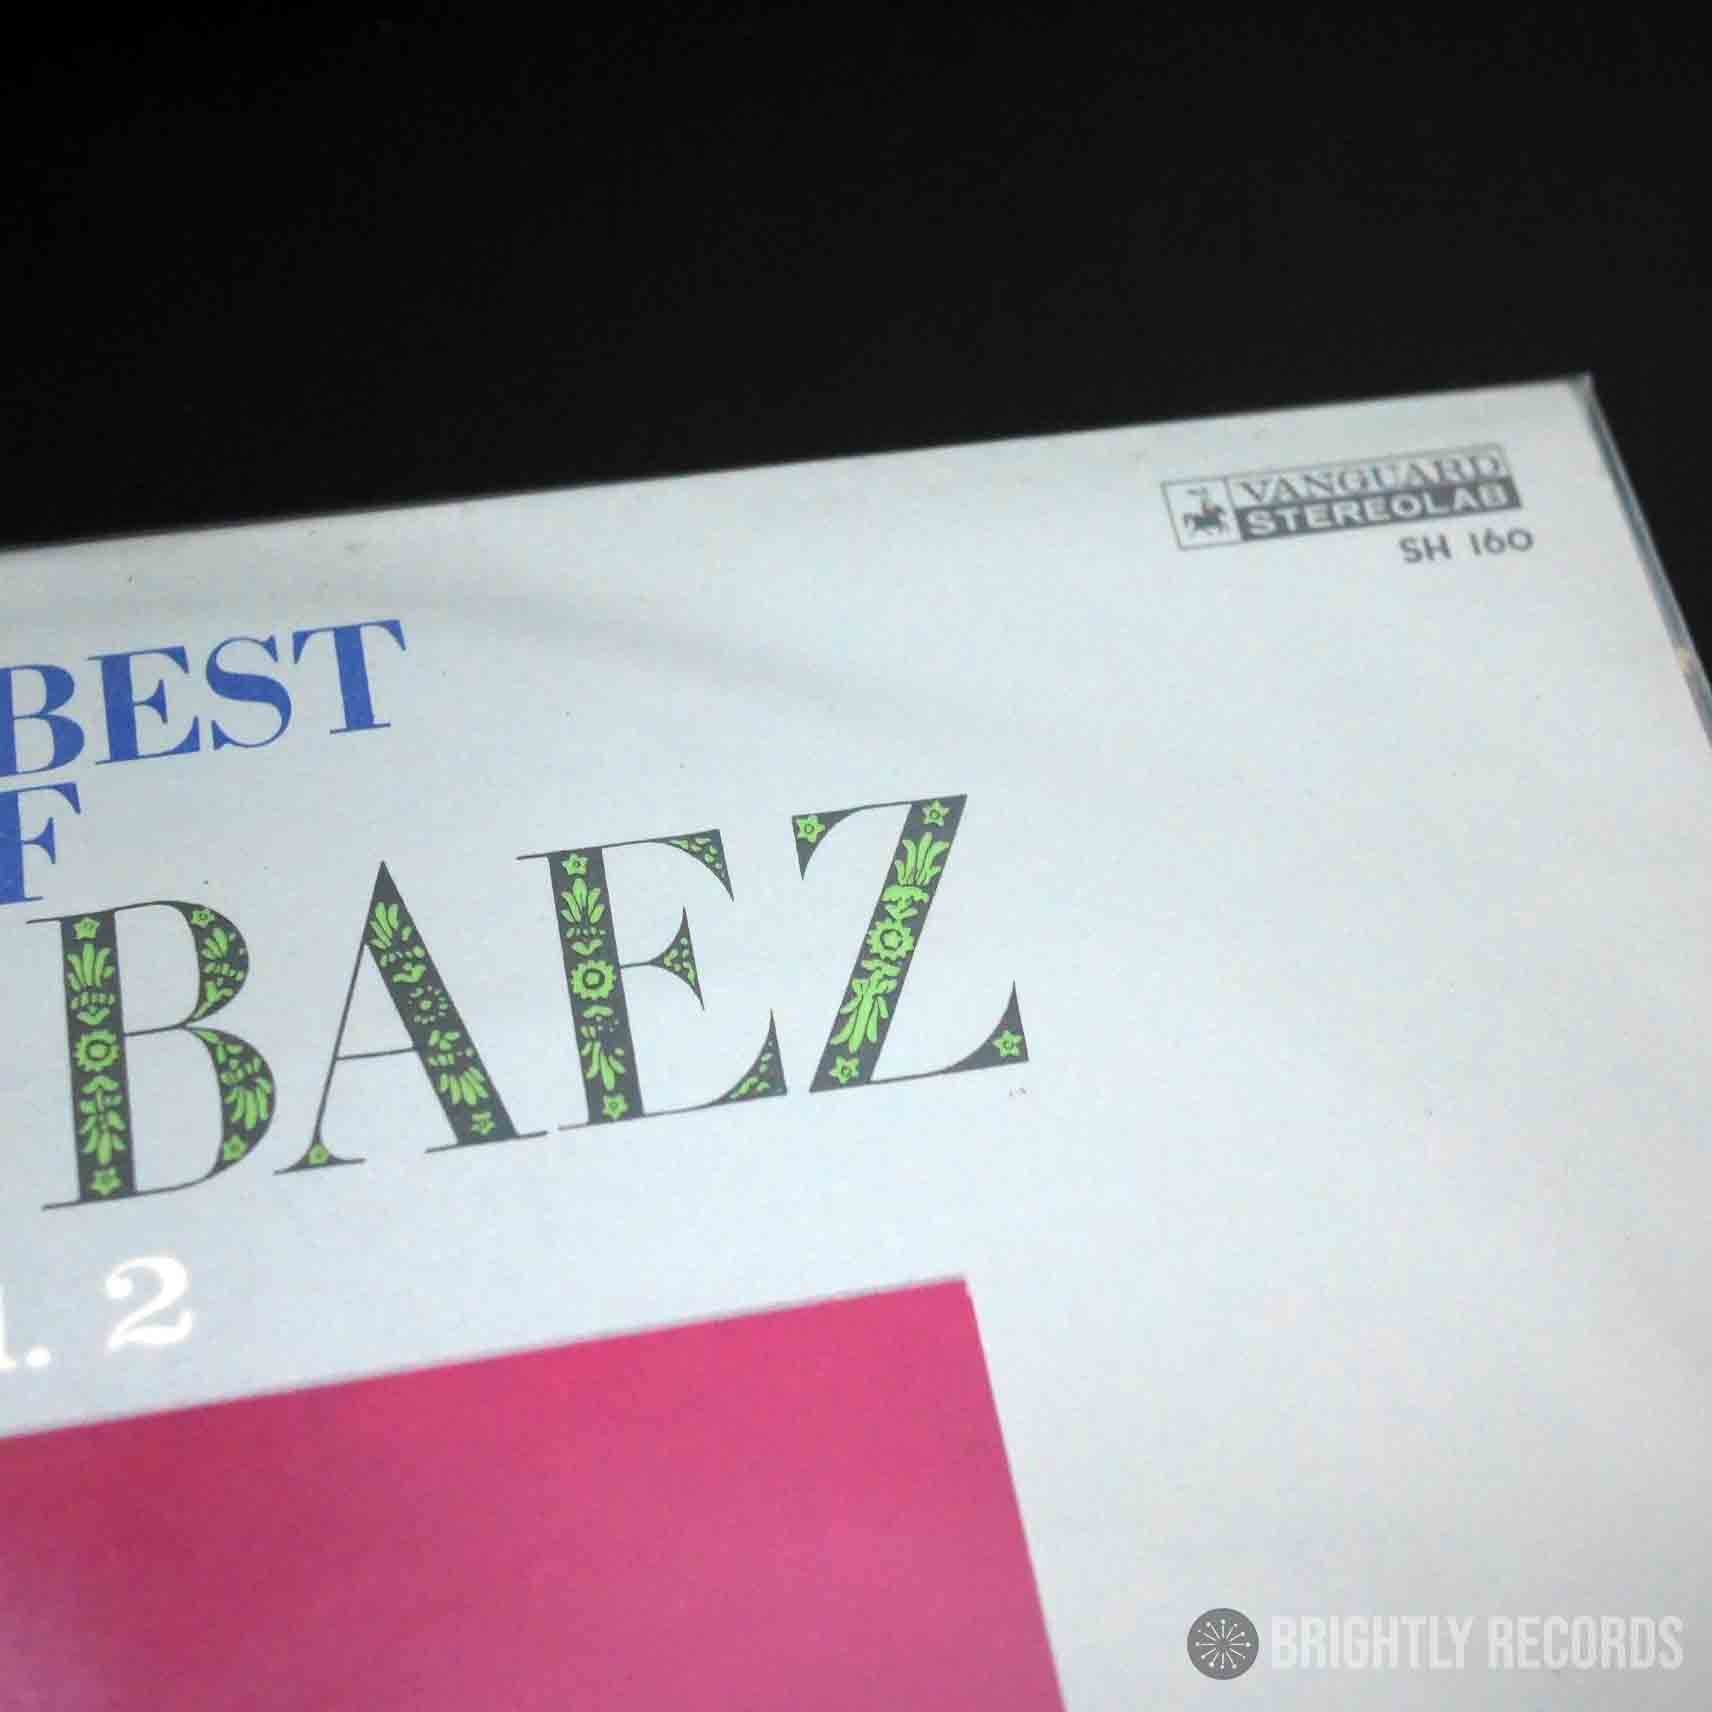 VANGUARD
STEREOLAB
SH 160
BEST
F
BAEZ
. 2
BRIGHTLY RECORDS